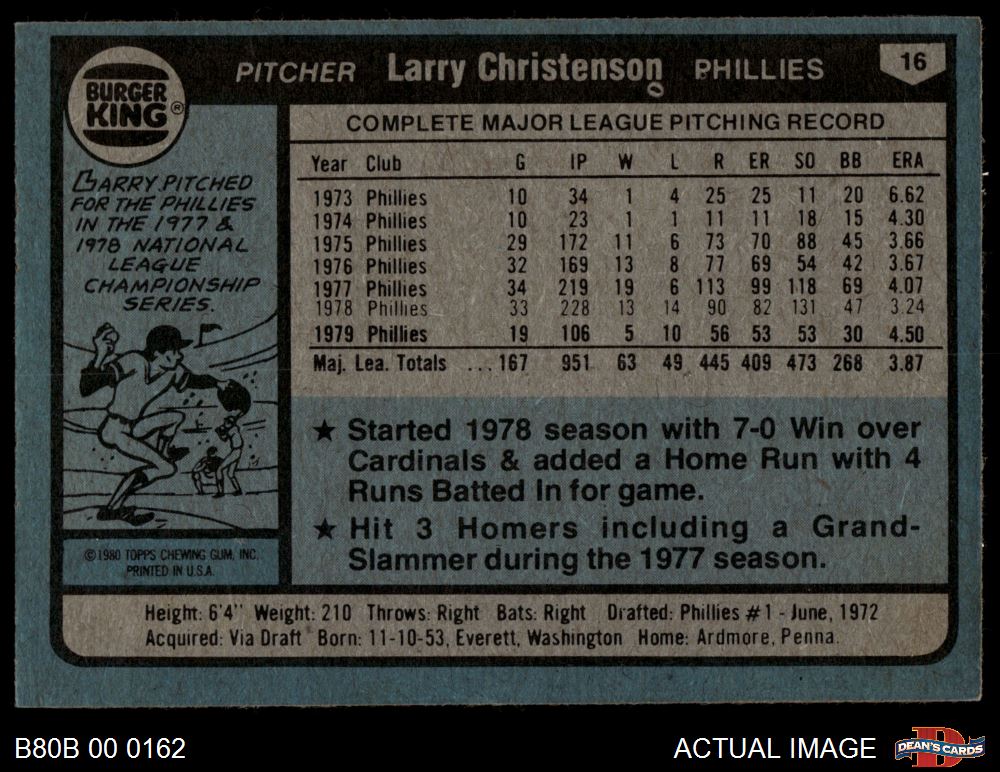 BURGER
KING®
PITCHER Larry Christenson PHILLIES 16
LARRY PITCHED
FOR THE PHILLIES
IN THE 1977 &
1978 NATIONAL
LEAGUE
CHAMPIONSHIP
SERIES.
©1980 TOPPS CHEWING GUM, INC.
PRINTED IN U.S.A.
COMPLETE MAJOR LEAGUE PITCHING RECORD
Year Club G IP W L R ER SO BB ERA
1973 Phillies 10 34 1 4 25 25 11 20 6.62
1974 Phillies 10 23 1 1 11 11 18 15 4.30
1975 Phillies 29 172 11 6 73 70 88 45 3.66
1976 Phillies 32 169 13 8 77 69 54 42 3.67
1977 Phillies 34 219 19 6 113 99 118 69 4.07
1978 Phillies 33 228 13 14 90 82 131 47 3.24
1979 Phillies 19 106 5 10 56 53 53 30 4.50
Maj. Lea. Totals ... 167 951 63 49 445 409 473 268 3.87
★ Started 1978 season with 7-0 Win over
Cardinals & added a Home Run with 4
Runs Batted In for game.
★ Hit 3 Homers including a Grand-
Slammer during the 1977 season.
Height: 6'4" Weight: 210 Throws: Right Bats: Right Drafted: Phillies #1 - June, 1972
Acquired: Via Draft Born: 11-10-53, Everett, Washington Home: Ardmore, Penna.
B80B 00 0162
ACTUAL IMAGE
D
DEAN'S CARDS